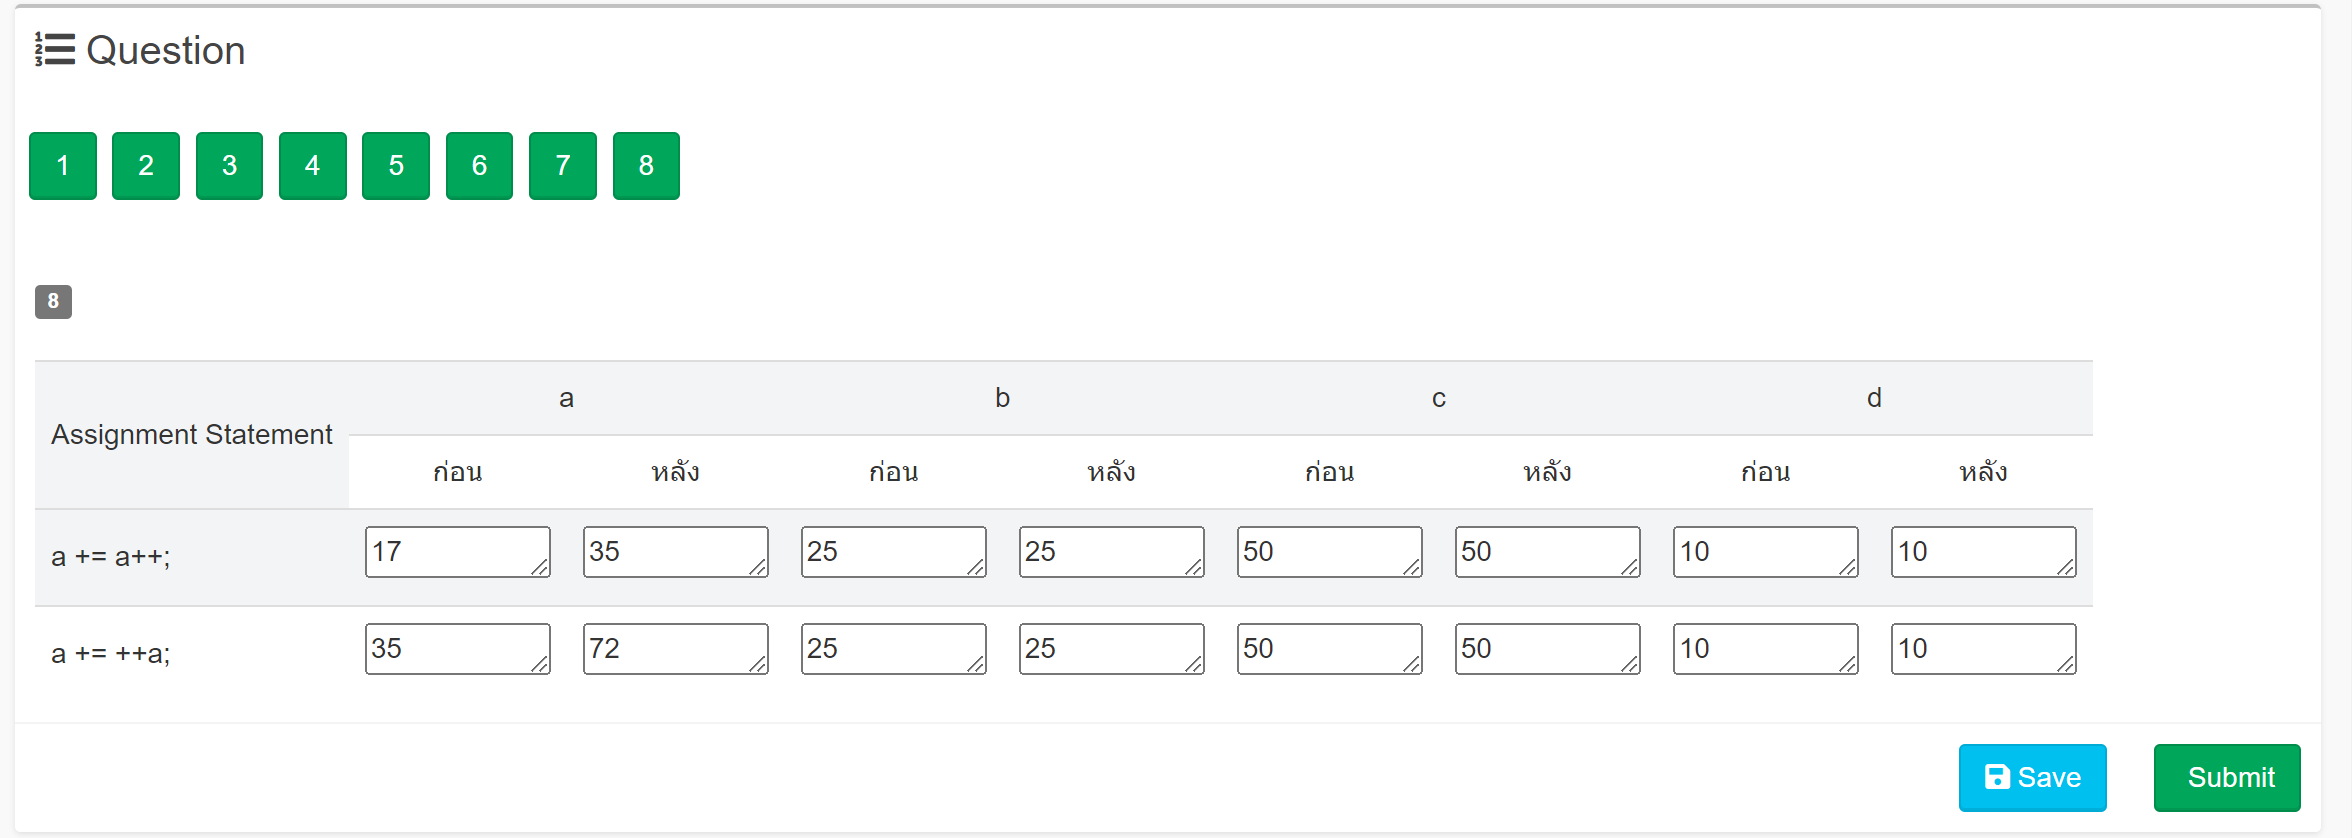 Question
1 2 3 4 5 6 7 8
8
Assignment Statement a b c d
ก่อน หลัง ก่อน หลัง ก่อน หลัง ก่อน หลัง
a += a++; 17 35 25 25 50 50 10 10
a += ++a; 35 72 25 25 50 50 10 10
Save Submit